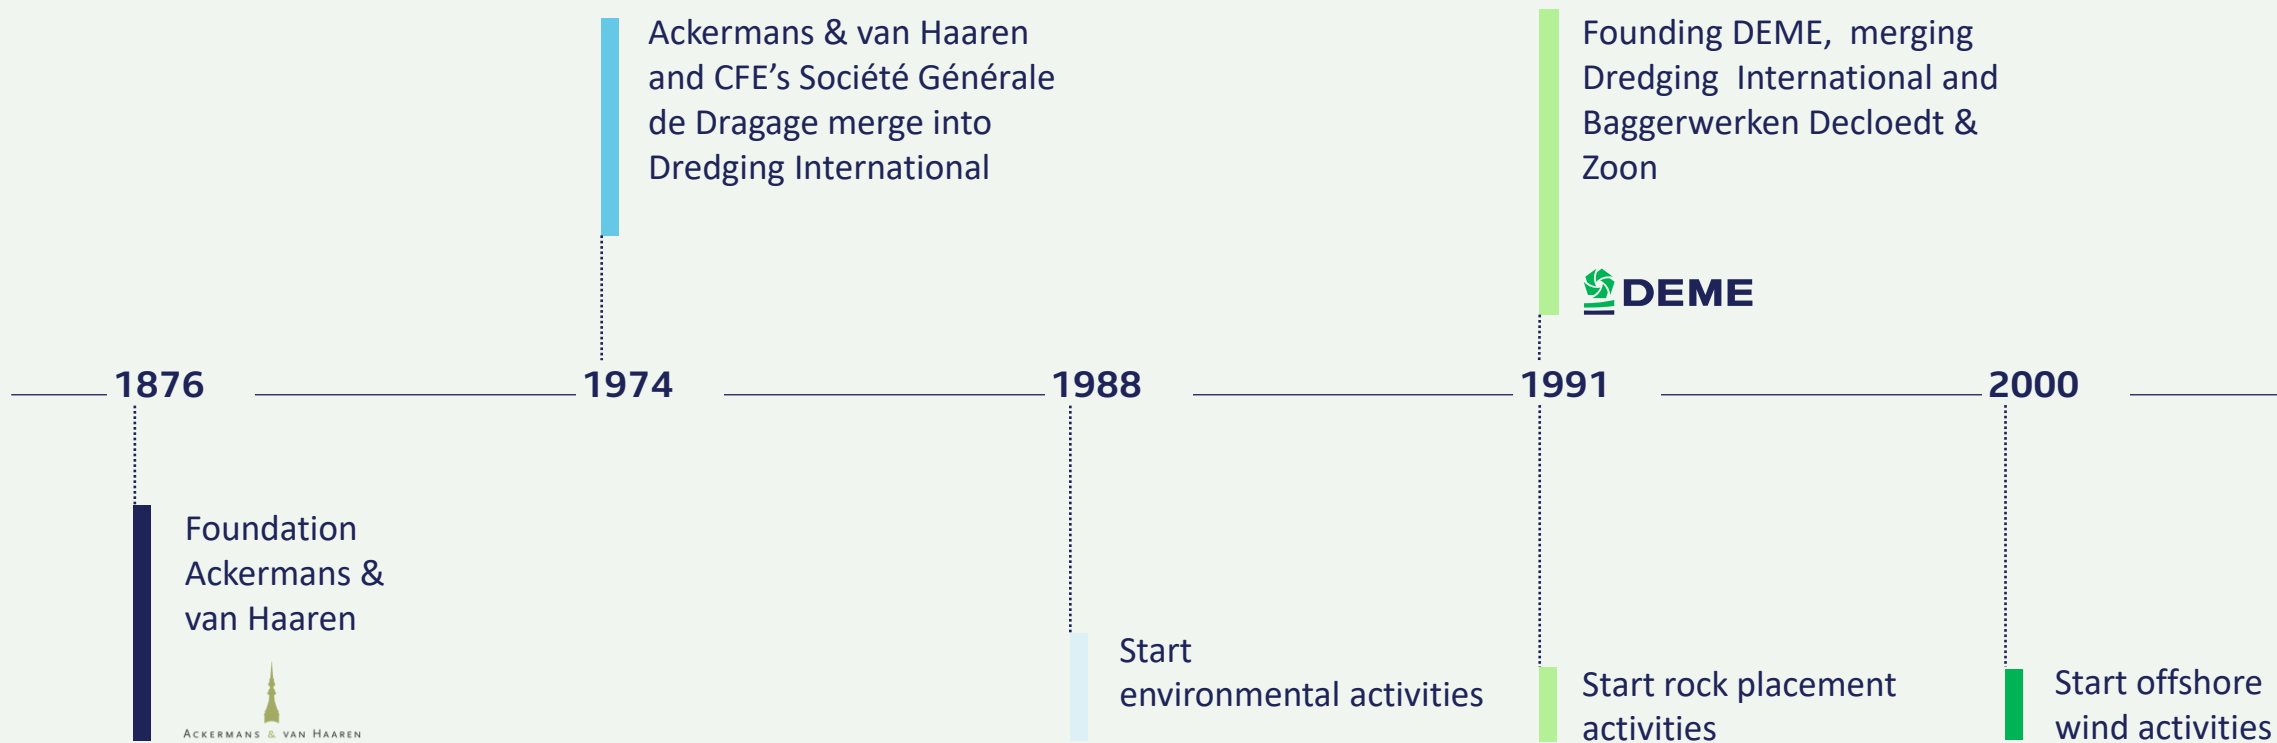 Ackermans & van Haaren
and CFE's Société Générale
de Dragage merge into
Dredging International
Founding DEME, merging
Dredging International and
Baggerwerken Decloedt &
Zoon
DEME
1876
1974
1988
1991
2000
Foundation
Ackermans &
van Haaren
ACKERMANS & VAN HAAREN
Start
environmental activities
Start rock placement
activities
Start offshore
wind activities